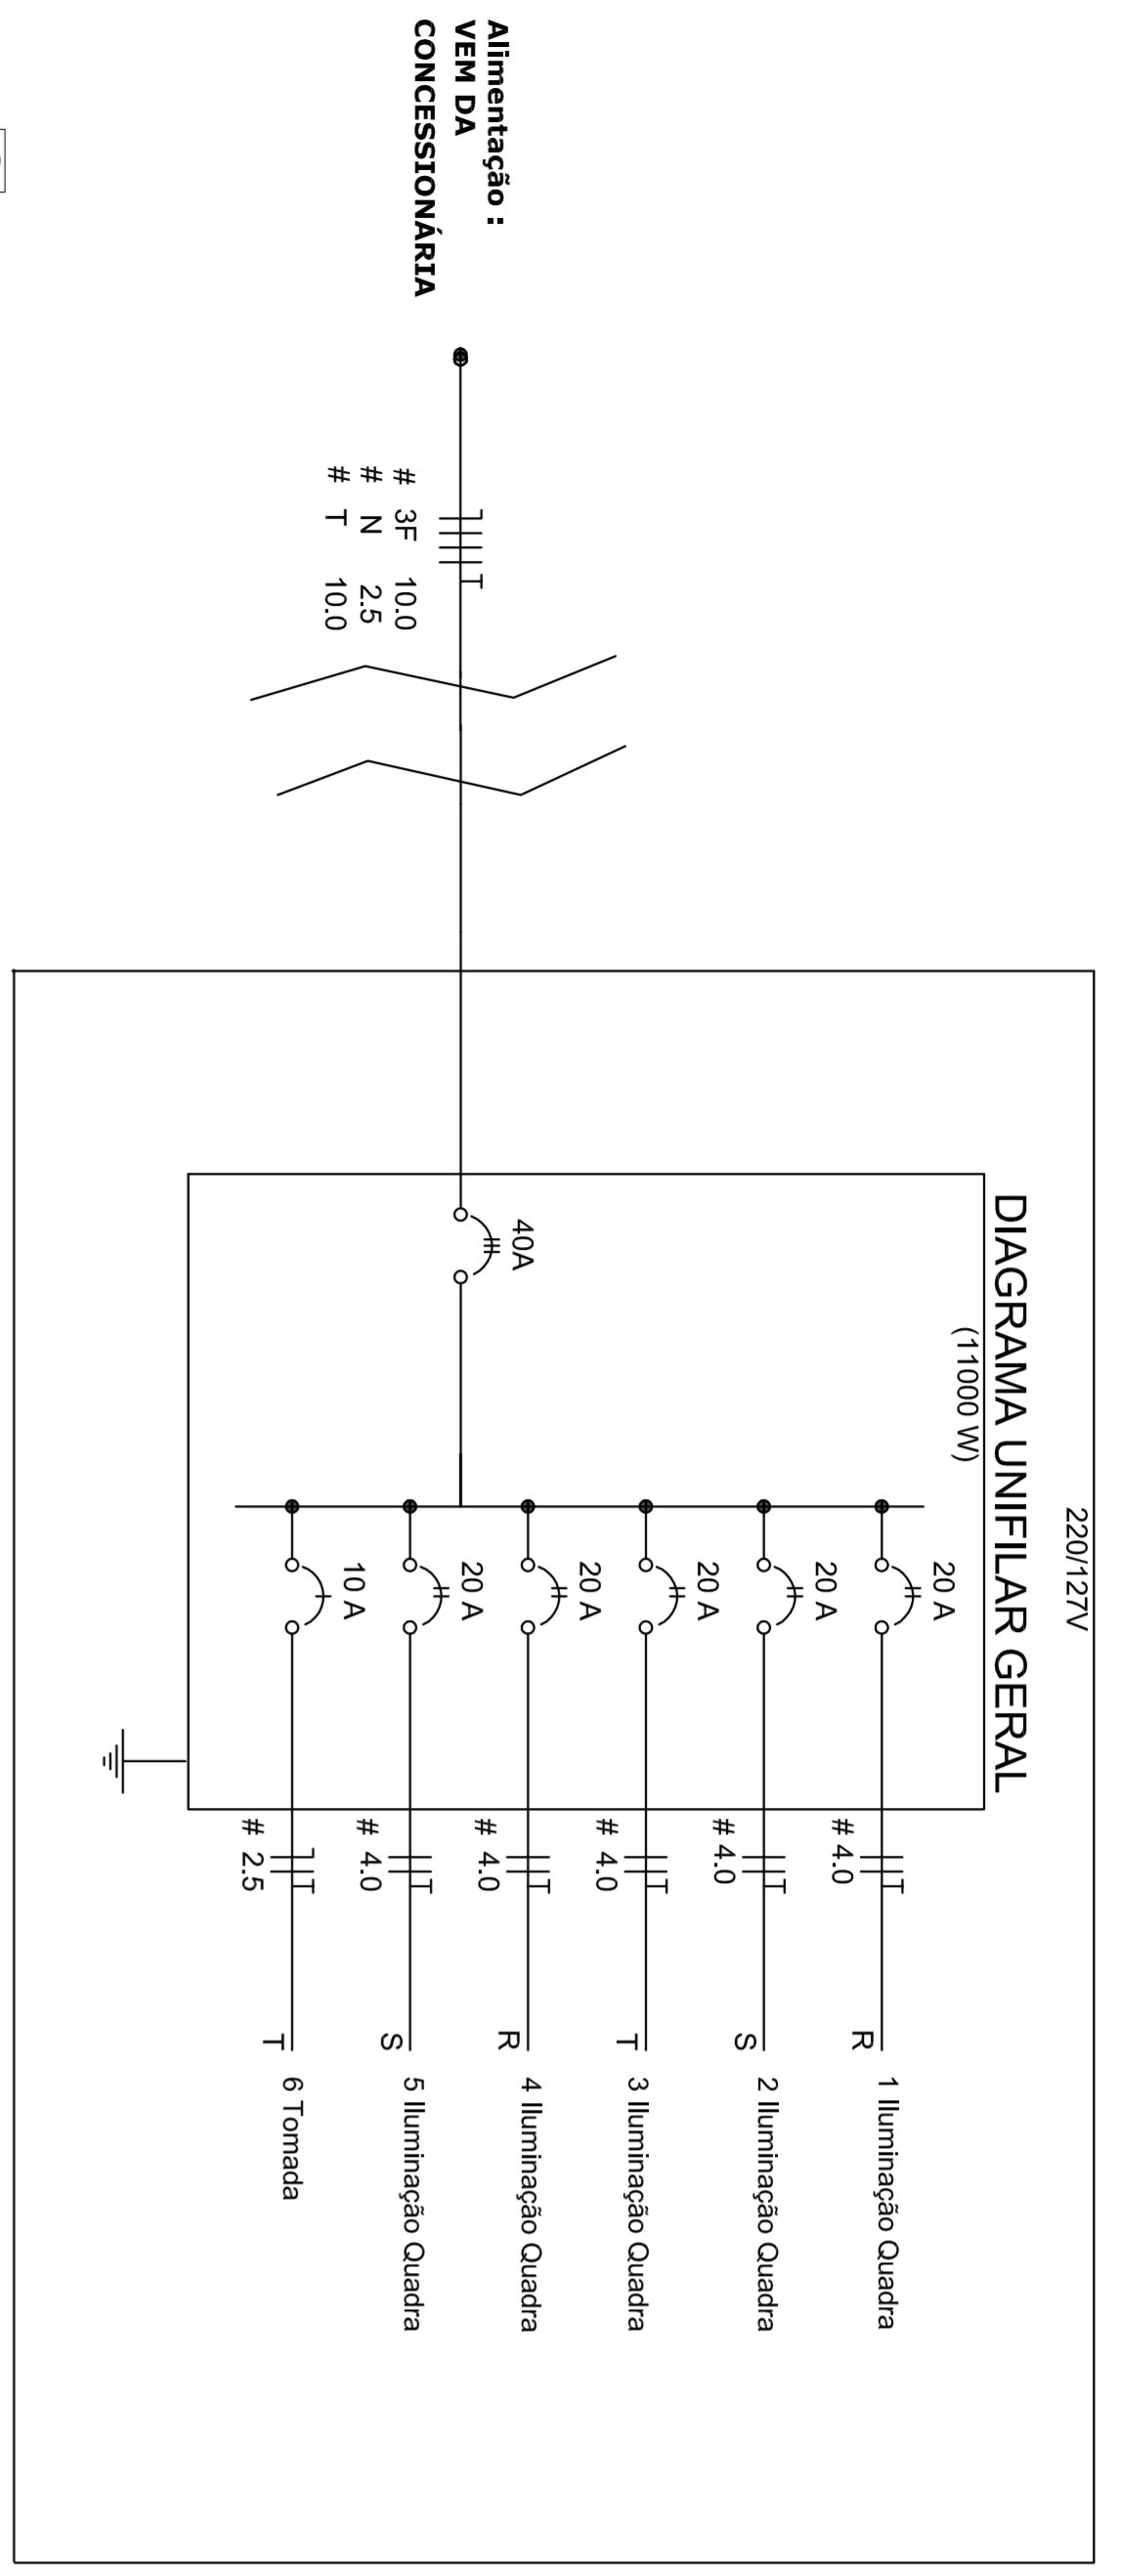 220/127V
DIAGRAMA UNIFILAR GERAL
(11000 W)
Alimentação :
VEM DA
CONCESSIONÁRIA
# 3F 10.0
# N 2.5
# T 10.0
T
40A
20 A
# 4.0
T
R
1 Iluminação Quadra
20 A
# 4.0
T
S
2 Iluminação Quadra
20 A
# 4.0
T
T
3 Iluminação Quadra
20 A
# 4.0
T
R
4 Iluminação Quadra
20 A
# 4.0
T
S
5 Iluminação Quadra
10 A
# 2.5
T
T
6 Tomada